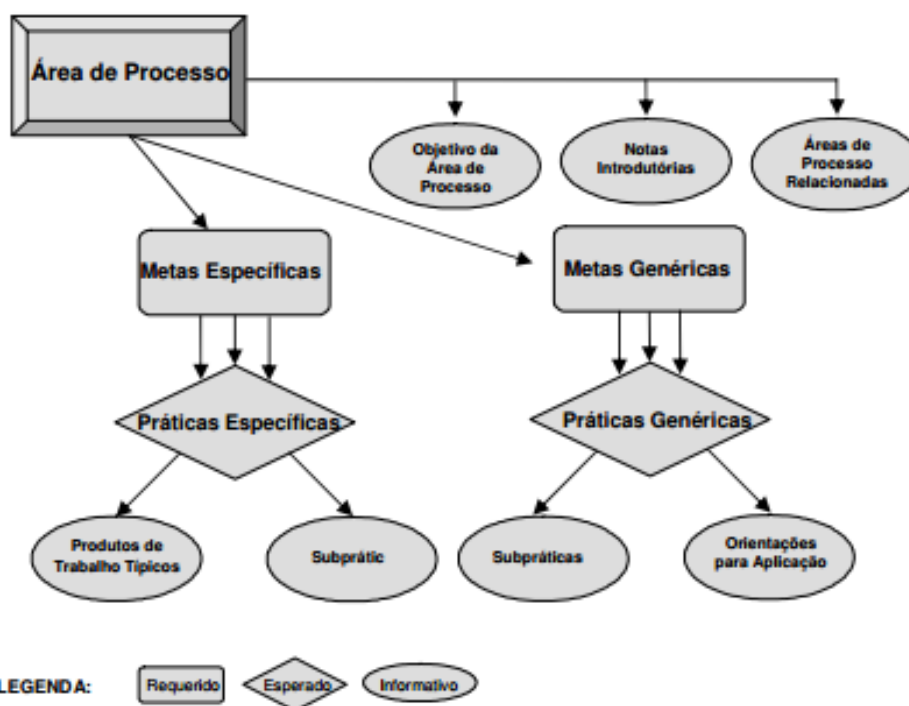 Área de Processo
Objetivo da
Área de
Processo
Notas
Introdutórias
Áreas de
Processo
Relacionadas
Metas Específicas
Metas Genéricas
Práticas Específicas
Práticas Genéricas
Produtos de
Trabalho Típicos
Subprátic
Subpráticas
Orientações
para Aplicação
LEGENDA:
Requerido
Esperado
Informativo